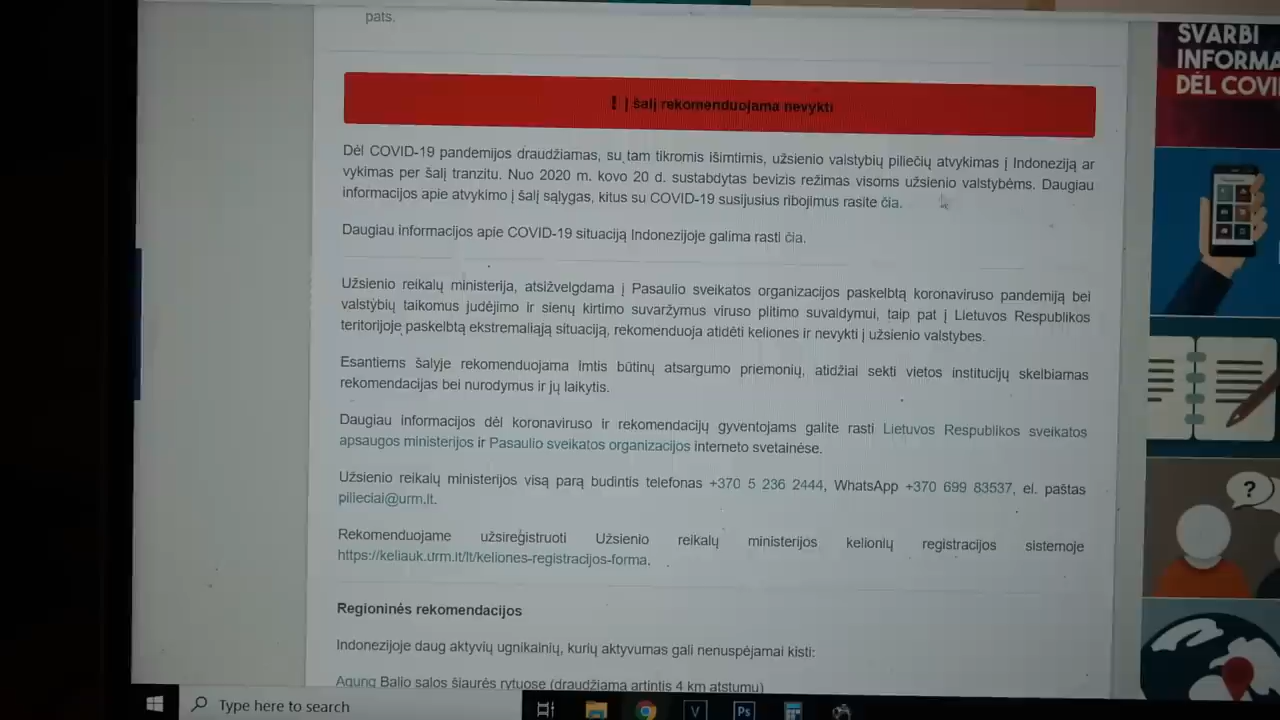 pats.
! Į šalį rekomenduojama nevykti
Dėl COVID-19 pandemijos draudžiamas, su tam tikromis išimtimis, užsienio valstybių piliečių atvykimas į Indoneziją ar
vykimas per šalį tranzitu. Nuo 2020 m. kovo 20 d. sustabdytas bevizis režimas visoms užsienio valstybėms. Daugiau
informacijos apie atvykimo į šalį sąlygas, kitus su COVID-19 susijusius ribojimus rasite čia.
Daugiau informacijos apie COVID-19 situaciją Indonezijoje galima rasti čia.
Užsienio reikalų ministerija, atsižvelgdama į Pasaulio sveikatos organizacijos paskelbtą koronaviruso pandemiją bei
valstybių taikomus judėjimo ir sienų kirtimo suvaržymus viruso plitimo suvaldymui, taip pat į Lietuvos Respublikos
teritorijoje paskelbtą ekstremaliąją situaciją, rekomenduoja atidėti keliones ir nevykti į užsienio valstybes.
Esantiems šalyje rekomenduojama imtis būtinų atsargumo priemonių, atidžiai sekti vietos institucijų skelbiamas
rekomendacijas bei nurodymus ir jų laikytis.
Daugiau informacijos dėl koronaviruso ir rekomendacijų gyventojams galite rasti Lietuvos Respublikos sveikatos
apsaugos ministerijos ir Pasaulio sveikatos organizacijos interneto svetainėse.
Užsienio reikalų ministerijos visą parą budintis telefonas +370 5 236 2444, WhatsApp +370 699 83537, el. paštas
pilieciai@urm.lt.
Rekomenduojame užsiregistruoti Užsienio reikalų ministerijos kelionių registracijos sistemoje
https://keliauk.urm.lt/lt/keliones-registracijos-forma.
Regioninės rekomendacijos
Indonezijoje daug aktyvių ugnikalnių, kurių aktyvumas gali nenuspėjamai kisti:
Agung Balio salos šiaurės rytuose (draudžiama artintis 4 km atstumu)
SVARBI
INFORMA
DĖL COVI
?
Type here to search
V
Ps